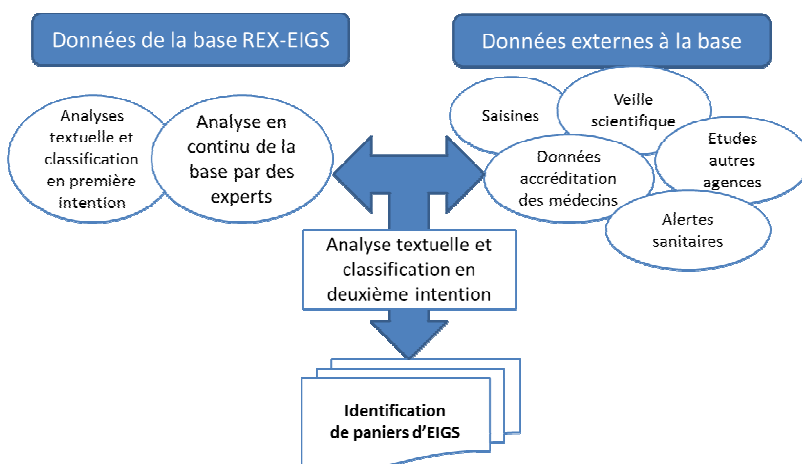 Données de la base REX-EIGS
Données externes à la base
Analyses
textuelle et
classification
en première
intention
Analyse en
continu de la
base par des
experts
Saisines
Veille
scientifique
Etudes
autres
agences
Données
accréditation
des médecins
Alertes
sanitaires
Analyse textuelle et
classification en
deuxième intention
Identification
de paniers d'EIGS